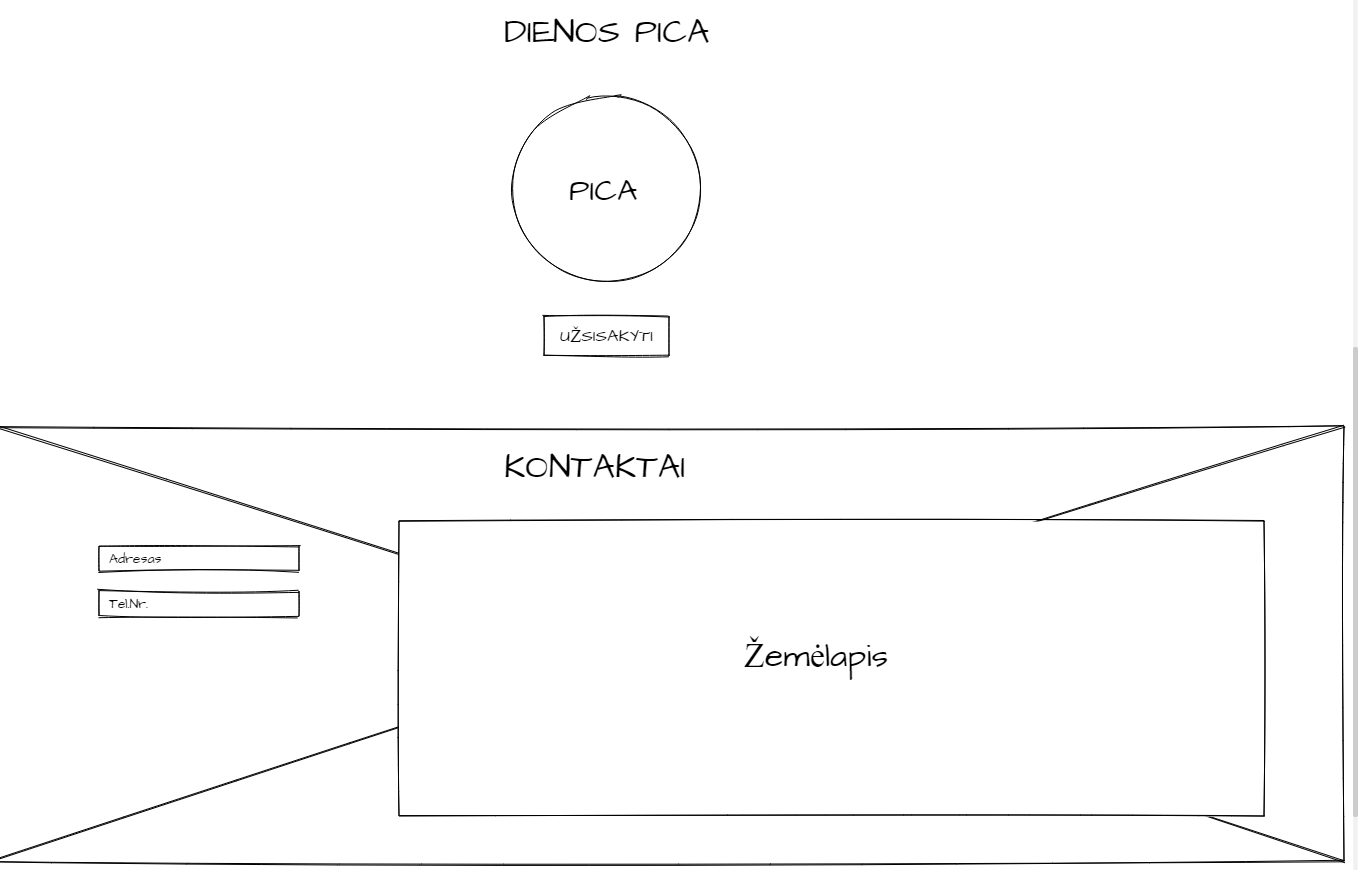 DIENOS PICA
PICA
UŽSISAKYTI
KONTAKTAI
Adresas
Tel.Nr.
Žemėlapis